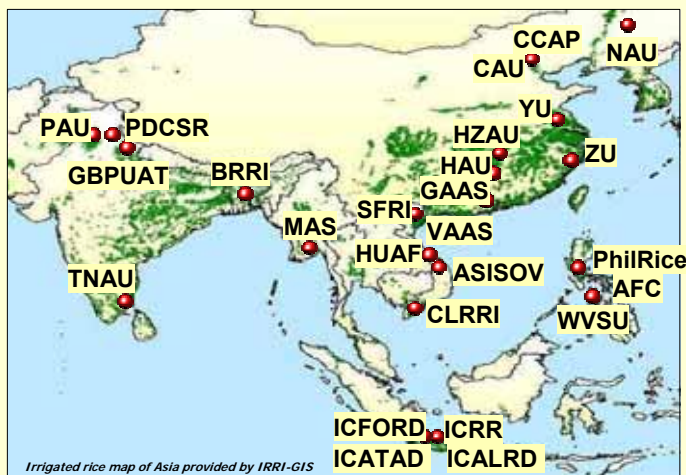 CCAP
NAU
CAU
YU
PAU
PDCSR
HZAU
ZU
HAU
GBPUAT
BRRI
GAAS
SFRI
MAS
VAAS
HUAF
PhilRice
ASISOV
TNAU
AFC
CLRRI
WVSU
ICFORD
ICRR
ICATAD
ICALRD
Irrigated rice map of Asia provided by IRRI-GIS